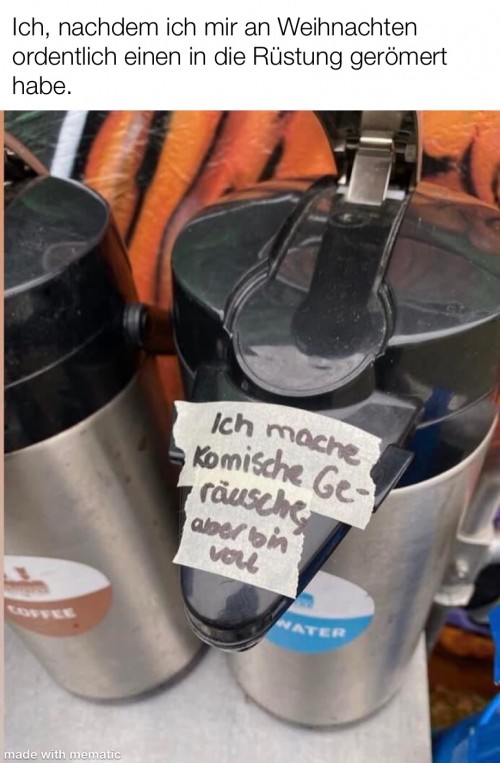 Ich, nachdem ich mir an Weihnachten
ordentlich einen in die Rüstung gerömert
habe.
Ich mache
Komische Ge-
räusche,
aber bin
voll
COFFEE
WATER
made with mematic